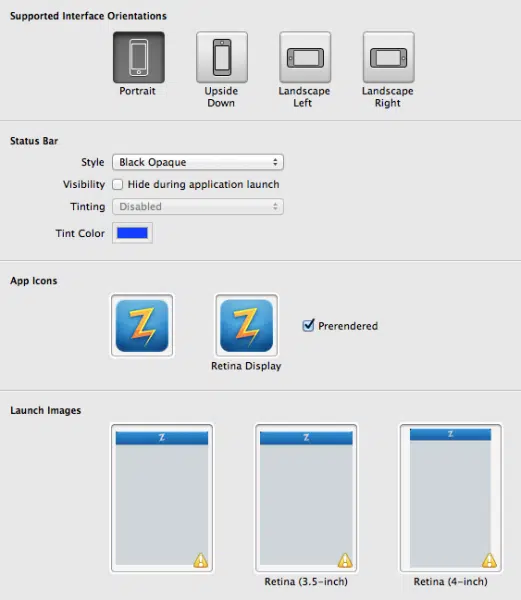 Supported Interface Orientations
Portrait
Upside Down
Landscape Left
Landscape Right
Status Bar
Style Black Opaque
Visibility Hide during application launch
Tinting Disabled
Tint Color
App Icons
Z
Z
Prerendered
Retina Display
Launch Images
Z
Z
Z
Retina (3.5-inch)
Retina (4-inch)